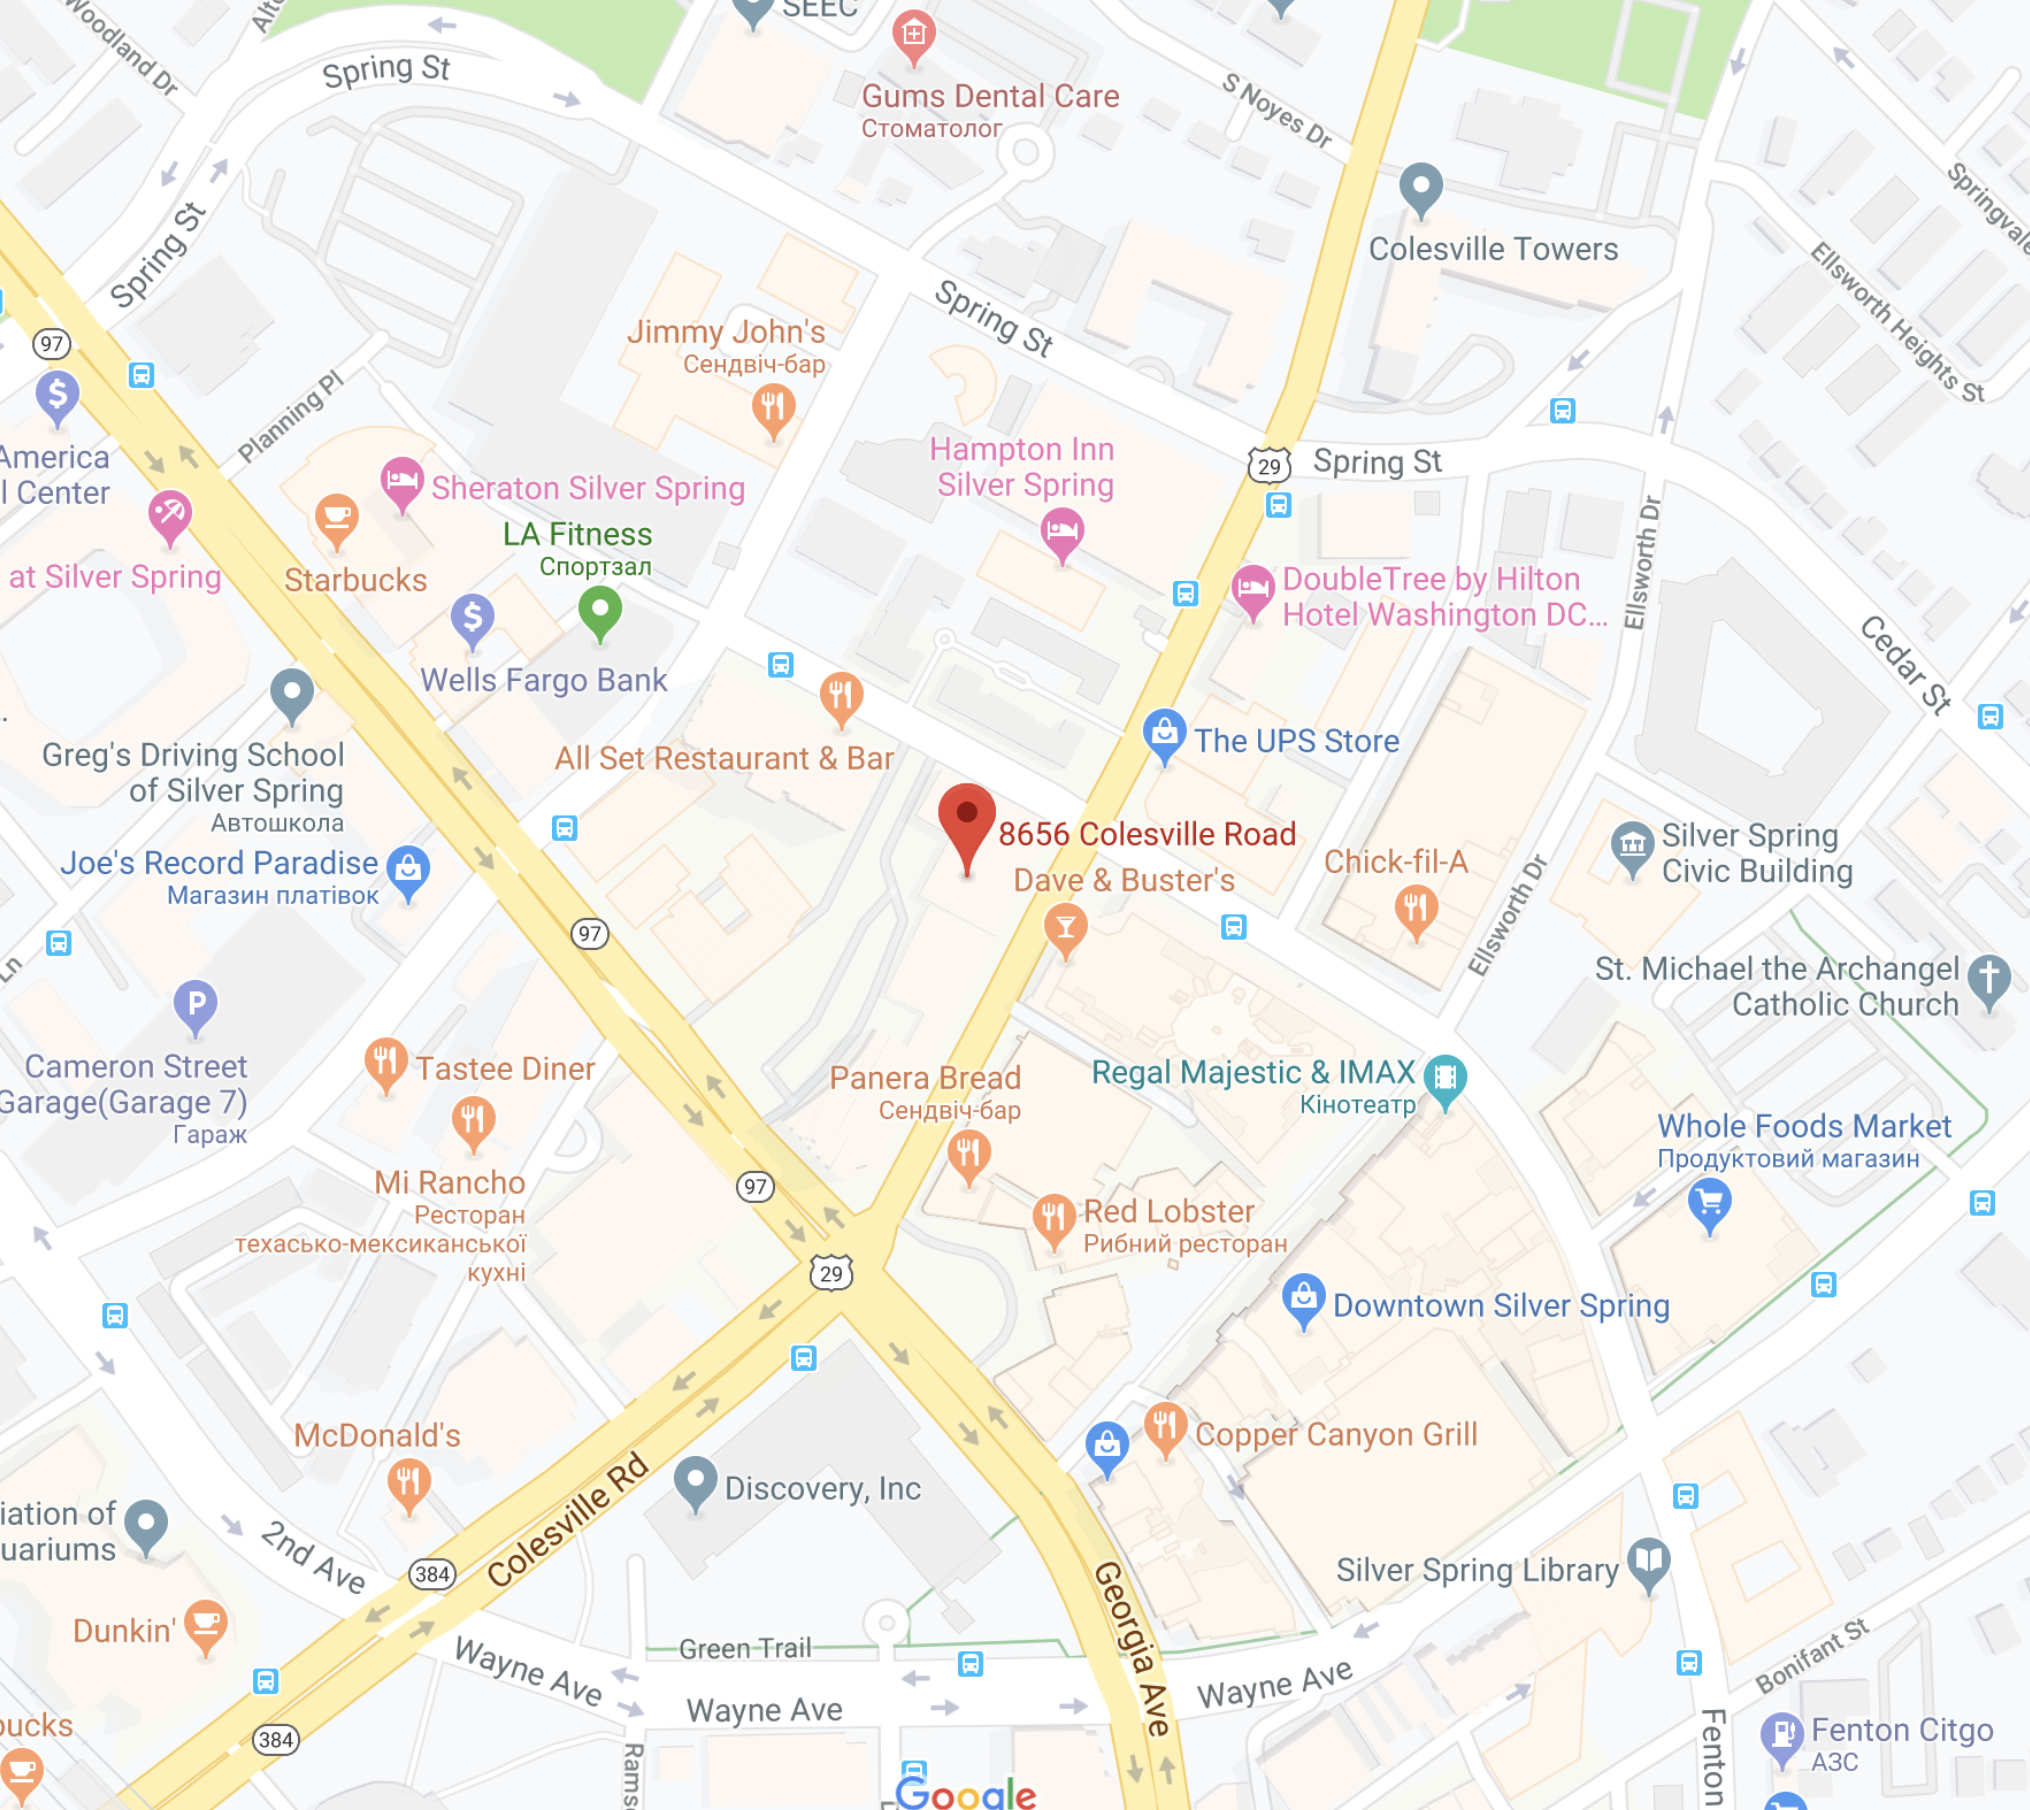 Woodland Dr
Alto
SEEC
Spring St
Gums Dental Care
Стоматолог
S Noyes Dr
Springvale
Colesville Towers
Ellsworth Heights St
Spring St
Spring St
97
Jimmy John's
Сендвіч-бар
Planning Pl
America
l Center
Hampton Inn
Silver Spring
29
Spring St
Sheraton Silver Spring
LA Fitness
Спортзал
Ellsworth Dr
at Silver Spring
Starbucks
DoubleTree by Hilton
Hotel Washington DC...
Cedar St
Wells Fargo Bank
Greg's Driving School
of Silver Spring
Автошкола
All Set Restaurant & Bar
The UPS Store
8656 Colesville Road
Dave & Buster's
Chick-fil-A
Silver Spring
Civic Building
Joe's Record Paradise
Магазин платівок
Ellsworth Dr
97
Ln
P
St. Michael the Archangel
Catholic Church
Cameron Street
Garage(Garage 7)
Гараж
Tastee Diner
Panera Bread
Сендвіч-бар
Regal Majestic & IMAX
Кінотеатр
Whole Foods Market
Продуктовий магазин
Mi Rancho
Ресторан
техасько-мексиканської
кухні
97
Red Lobster
Рибний ресторан
29
Downtown Silver Spring
McDonald's
Copper Canyon Grill
Colesville Rd
Discovery, Inc
iation of
uariums
2nd Ave
384
Georgia Ave
Silver Spring Library
Dunkin'
Green Trail
Wayne Ave
Wayne Ave
Wayne Ave
Bonifant St
bucks
384
Ramse
Fenton
Fenton Citgo
АЗС
Google